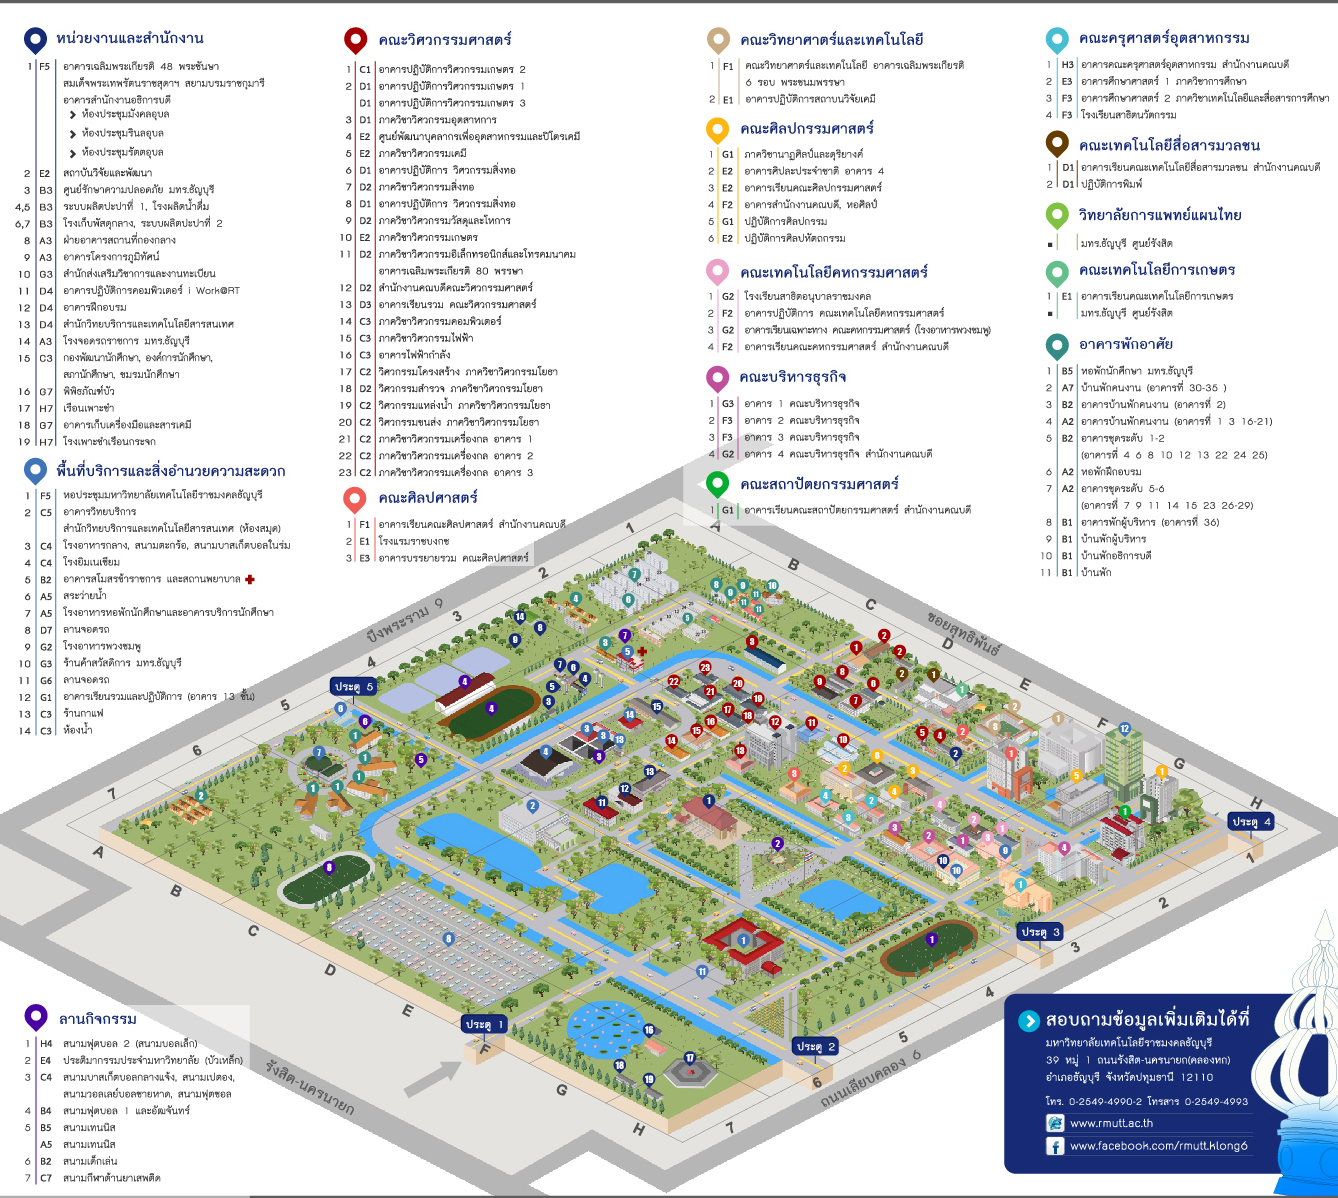 หน่วยงานและสำนักงาน
1 F5 อาคารเฉลิมพระเกียรติ 48 พรรษา
สมเด็จพระเทพรัตนราชสุดาฯ สยามบรมราชกุมารี
อาคารสำนักงานอธิการบดี
ห้องประชุมมังคลอุบล
ห้องประชุมรินลอุบล
ห้องประชุมรัตตอุบล
2 E2 สถาบันวิจัยและพัฒนา
3 B3 ศูนย์รักษาความปลอดภัย มทร.ธัญบุรี
4,5 B3 ระบบผลิตปะปาที่ 1, โรงผลิตน้ำดื่ม
6,7 B3 โรงเก็บพัสดุกลาง, ระบบผลิตปะปาที่ 2
8 A3 ฝ่ายอาคารสถานที่กองกลาง
9 A3 อาคารโครงการภูมิทัศน์
10 G3 สำนักส่งเสริมวิชาการและงานทะเบียน
11 D4 อาคารปฏิบัติการคอมพิวเตอร์ i Work@RT
12 D4 อาคารฝึกอบรม
13 D4 สำนักวิทยบริการและเทคโนโลยีสารสนเทศ
14 A3 โรงจอดรถราชการ มทร.ธัญบุรี
15 C3 กองพัฒนานักศึกษา, องค์การนักศึกษา,
สภานักศึกษา, ชมรมนักศึกษา
16 G7 พิพิธภัณฑ์บัว
17 H7 เรือนเพาะชำ
18 G7 อาคารเก็บเครื่องมือและสารเคมี
19 H7 โรงเพาะชำเรือนกระจก
พื้นที่บริการและสิ่งอำนวยความสะดวก
1 F5 หอประชุมมหาวิทยาลัยเทคโนโลยีราชมงคลธัญบุรี
2 C5 อาคารวิทยบริการ
สำนักวิทยบริการและเทคโนโลยีสารสนเทศ (ห้องสมุด)
3 C4 โรงอาหารกลาง, สนามตะกร้อ, สนามบาสเก็ตบอลในร่ม
4 C4 โรงยิมเนเซียม
5 B2 อาคารสโมสรข้าราชการ และสถานพยาบาล
6 A5 สระว่ายน้ำ
7 A5 โรงอาหารหอพักนักศึกษาและอาคารบริการนักศึกษา
8 D7 ลานจอดรถ
9 G2 โรงอาหารพวงชมพู
10 G3 ร้านค้าสวัสดิการ มทร.ธัญบุรี
11 G6 ลานจอดรถ
12 G1 อาคารเรียนรวมและปฏิบัติการ (อาคาร 13 ชั้น)
13 C3 ร้านกาแฟ
14 C3 ห้องน้ำ
คณะวิศวกรรมศาสตร์
1 C1 อาคารปฏิบัติการวิศวกรรมเกษตร 2
2 D1 อาคารปฏิบัติการวิศวกรรมเกษตร 1
D1 อาคารปฏิบัติการวิศวกรรมเกษตร 3
3 D1 ภาควิชาวิศวกรรมอุตสาหการ
4 E2 ศูนย์พัฒนาบุคลากรเพื่ออุตสาหกรรมและปิโตรเคมี
5 E2 ภาควิชาวิศวกรรมเคมี
6 D1 อาคารปฏิบัติการ วิศวกรรมสิ่งทอ
7 D2 ภาควิชาวิศวกรรมสิ่งทอ
8 D1 อาคารปฏิบัติการ วิศวกรรมสิ่งทอ
9 D2 ภาควิชาวิศวกรรมวัสดุและโลหการ
10 E2 ภาควิชาวิศวกรรมเกษตร
11 D2 ภาควิชาวิศวกรรมอิเล็กทรอนิกส์และโทรคมนาคม
อาคารเฉลิมพระเกียรติ 80 พรรษา
12 D2 สำนักงานคณบดีคณะวิศวกรรมศาสตร์
13 D3 อาคารเรียนรวม คณะวิศวกรรมศาสตร์
14 C3 ภาควิชาวิศวกรรมคอมพิวเตอร์
15 C3 ภาควิชาวิศวกรรมไฟฟ้า
16 C3 อาคารไฟฟ้ากำลัง
17 C2 วิศวกรรมโครงสร้าง ภาควิชาวิศวกรรมโยธา
18 D2 วิศวกรรมสำรวจ ภาควิชาวิศวกรรมโยธา
19 C2 วิศวกรรมแหล่งน้ำ ภาควิชาวิศวกรรมโยธา
20 C2 วิศวกรรมขนส่ง ภาควิชาวิศวกรรมโยธา
21 C2 ภาควิชาวิศวกรรมเครื่องกล อาคาร 1
22 C2 ภาควิชาวิศวกรรมเครื่องกล อาคาร 2
23 C2 ภาควิชาวิศวกรรมเครื่องกล อาคาร 3
คณะศิลปศาสตร์
1 F1 อาคารเรียนคณะศิลปศาสตร์ สำนักงานคณบดี
2 E1 โรงแรมราชบงกช
3 E3 อาคารบรรยายรวม คณะศิลปศาสตร์
คณะวิทยาศาตร์และเทคโนโลยี
1 F1 คณะวิทยาศาตร์และเทคโนโลยี อาคารเฉลิมพระเกียรติ
6 รอบ พระชนมพรรษา
2 E1 อาคารปฏิบัติการสถาบันวิจัยเคมี
คณะศิลปกรรมศาสตร์
1 G1 ภาควิชานาฏศิลป์และดุริยางค์
2 E2 อาคารศิปละประจำชาติ อาคาร 4
3 E2 อาคารเรียนคณะศิลปกรรมศาสตร์
4 F2 อาคารสำนักงานคณบดี, หอศิลป์
5 G1 ปฏิบัติการศิลปกรรม
6 E2 ปฏิบัติการศิลปหัตถกรรม
คณะเทคโนโลยีคหกรรมศาสตร์
1 G2 โรงเรียนสาธิตอนุบาลราชมงคล
2 F2 อาคารปฏิบัติการ คณะเทคโนโลยีคหกรรมศาสตร์
3 G2 อาคารเรียนเฉพาะทาง คณะคหกรรมศาสตร์ (โรงอาหารพวงชมพู)
4 F2 อาคารเรียนคณะคหกรรมศาสตร์ สำนักงานคณบดี
คณะบริหารธุรกิจ
1 G3 อาคาร 1 คณะบริหารธุรกิจ
2 F3 อาคาร 2 คณะบริหารธุรกิจ
3 F3 อาคาร 3 คณะบริหารธุรกิจ
4 G2 อาคาร 4 คณะบริหารธุรกิจ สำนักงานคณบดี
คณะสถาปัตยกรรมศาสตร์
1 G1 อาคารเรียนคณะสถาปัตยกรรมศาสตร์ สำนักงานคณบดี
คณะครุศาสตร์อุตสาหกรรม
1 H3 อาคารคณะครุศาสตร์อุตสาหกรรม สำนักงานคณบดี
2 E3 อาคารศึกษาศาสตร์ 1 ภาควิชาการศึกษา
3 F3 อาคารศึกษาศาสตร์ 2 ภาควิชาเทคโนโลยีและสื่อสารการศึกษา
4 F3 โรงเรียนสาธิตนวัตกรรม
คณะเทคโนโลยีสื่อสารมวลชน
1 D1 อาคารเรียนคณะเทคโนโลยีสื่อสารมวลชน สำนักงานคณบดี
2 D1 ปฏิบัติการพิมพ์
วิทยาลัยการแพทย์แผนไทย
มทร.ธัญบุรี ศูนย์รังสิต
คณะเทคโนโลยีการเกษตร
1 E1 อาคารเรียนคณะเทคโนโลยีการเกษตร
มทร.ธัญบุรี ศูนย์รังสิต
อาคารพักอาศัย
1 B5 หอพักนักศึกษา มทร.ธัญบุรี
2 A7 บ้านพักคนงาน (อาคารที่ 30-35 )
3 B2 อาคารบ้านพักคนงาน (อาคารที่ 2)
4 A2 อาคารบ้านพักคนงาน (อาคารที่ 1 3 16-21)
5 B2 อาคารชุดระดับ 1-2
(อาคารที่ 4 6 8 10 12 13 22 24 25)
6 A2 หอพักฝึกอบรม
7 A2 อาคารชุดระดับ 5-6
(อาคารที่ 7 9 11 14 15 23 26-29)
8 B1 อาคารพักผู้บริหาร (อาคารที่ 36)
9 B1 บ้านพักผู้บริหาร
10 B1 บ้านพักอธิการบดี
11 B1 บ้านพัก
บึงพระราม 9
ซอยสุทธิพันธ์
ประตู 5
ประตู 4
ประตู 3
ประตู 2
ประตู 1
รังสิต-นครนายก
ถนนเลียบคลอง 6
1 2 3 4 5 6 7
A B C D E F G H
A B C D E F G H
1 2 3 4 5 6 7
ลานกิจกรรม
1 H4 สนามฟุตบอล 2 (สนามบอลเล็ก)
2 E4 ประติมากรรมประจำมหาวิทยาลัย (บัวเหล็ก)
3 C4 สนามบาสเก็ตบอลกลางแจ้ง, สนามเปตอง,
สนามวอลเลย์บอลชายหาด, สนามฟุตซอล
4 B4 สนามฟุตบอล 1 และอัฒจันทร์
5 B5 สนามเทนนิส
A5 สนามเทนนิส
6 B2 สนามเด็กเล่น
7 C7 สนามกีฬาต้านยาเสพติด
สอบถามข้อมูลเพิ่มเติมได้ที่
มหาวิทยาลัยเทคโนโลยีราชมงคลธัญบุรี
39 หมู่ 1 ถนนรังสิต-นครนายก(คลองหก)
อำเภอธัญบุรี จังหวัดปทุมธานี 12110
โทร. 0-2549-4990-2 โทรสาร 0-2549-4993
www.rmutt.ac.th
www.facebook.com/rmutt.klong6